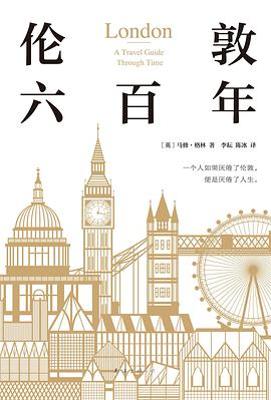 伦敦
London
A Travel Guide
Through Time
六百年
[英] 马修·格林 著 李耘 陈冰 译
一个人如果厌倦了伦敦，
便是厌倦了人生。